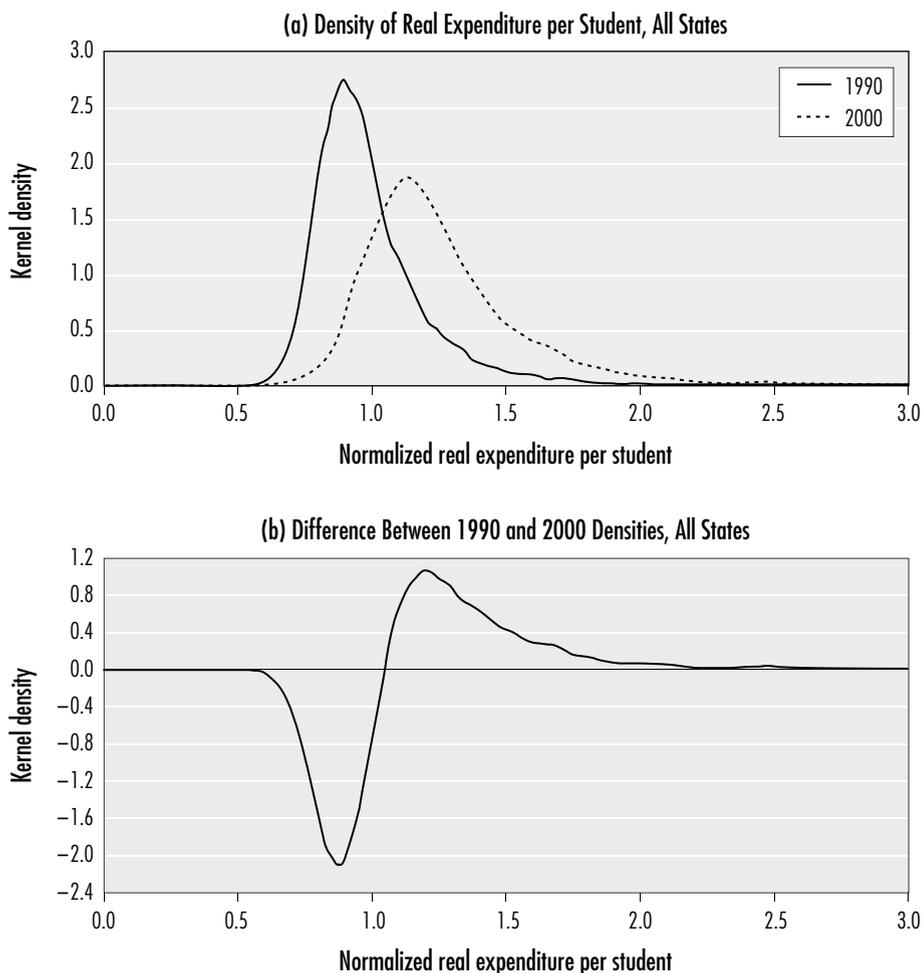 (a) Density of Real Expenditure per Student, All States
3.0
2.5
2.0
1.5
1.0
0.5
0.0
Kernel density
1990
2000
0.0 0.5 1.0 1.5 2.0 2.5 3.0
Normalized real expenditure per student
(b) Difference Between 1990 and 2000 Densities, All States
1.2
0.8
0.4
0.0
−0.4
−0.8
−1.2
−1.6
−2.0
−2.4
Kernel density
0.0 0.5 1.0 1.5 2.0 2.5 3.0
Normalized real expenditure per student